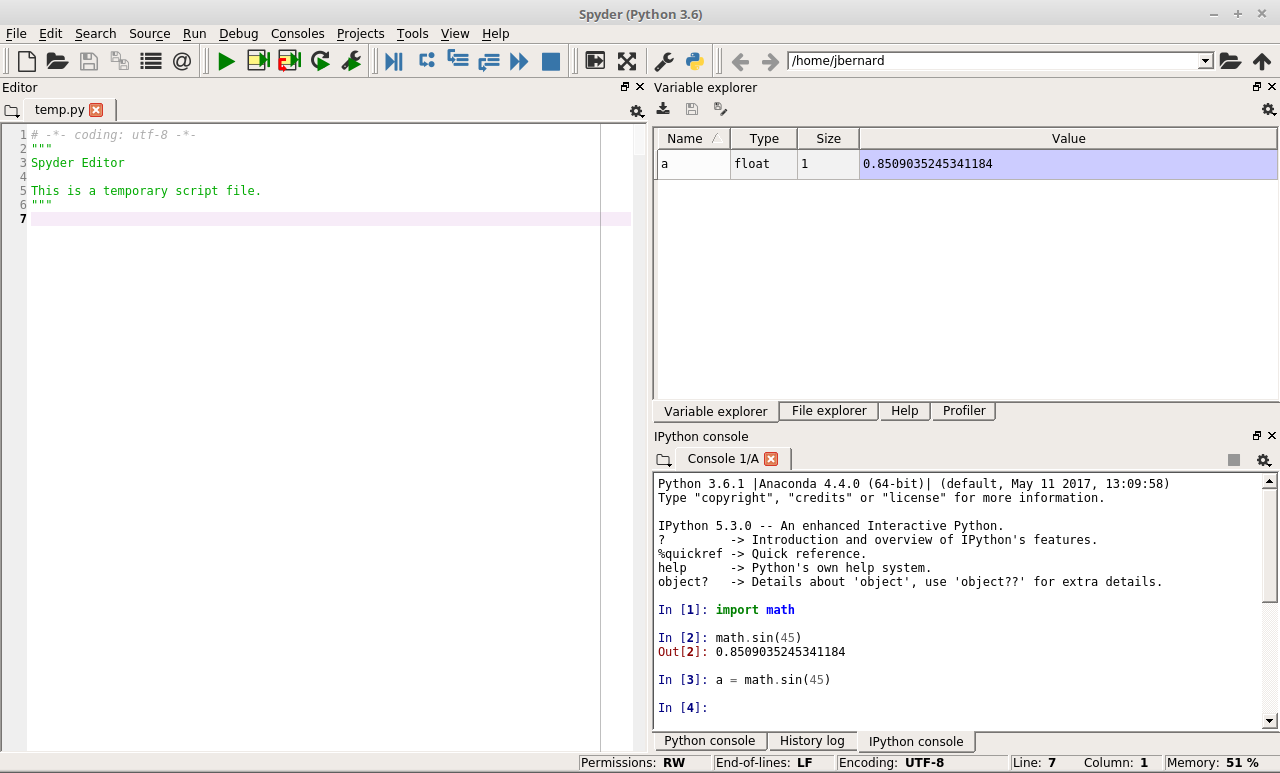 Spyder (Python 3.6)
File Edit Search Source Run Debug Consoles Projects Tools View Help
/home/jbernard
Editor
temp.py
1 # -*- coding: utf-8 -*-
2 """
3 Spyder Editor
4
5 This is a temporary script file.
6 """
7
Variable explorer
Name Type Size Value
a float 1 0.8509035245341184
Variable explorer File explorer Help Profiler
IPython console
Console 1/A
Python 3.6.1 |Anaconda 4.4.0 (64-bit)| (default, May 11 2017, 13:09:58)
Type "copyright", "credits" or "license" for more information.
IPython 5.3.0 -- An enhanced Interactive Python.
? -> Introduction and overview of IPython's features.
%quickref -> Quick reference.
help -> Python's own help system.
object? -> Details about 'object', use 'object??' for extra details.
In [1]: import math
In [2]: math.sin(45)
Out[2]: 0.8509035245341184
In [3]: a = math.sin(45)
In [4]:
Python console History log IPython console
Permissions: RW End-of-lines: LF Encoding: UTF-8 Line: 7 Column: 1 Memory: 51 %